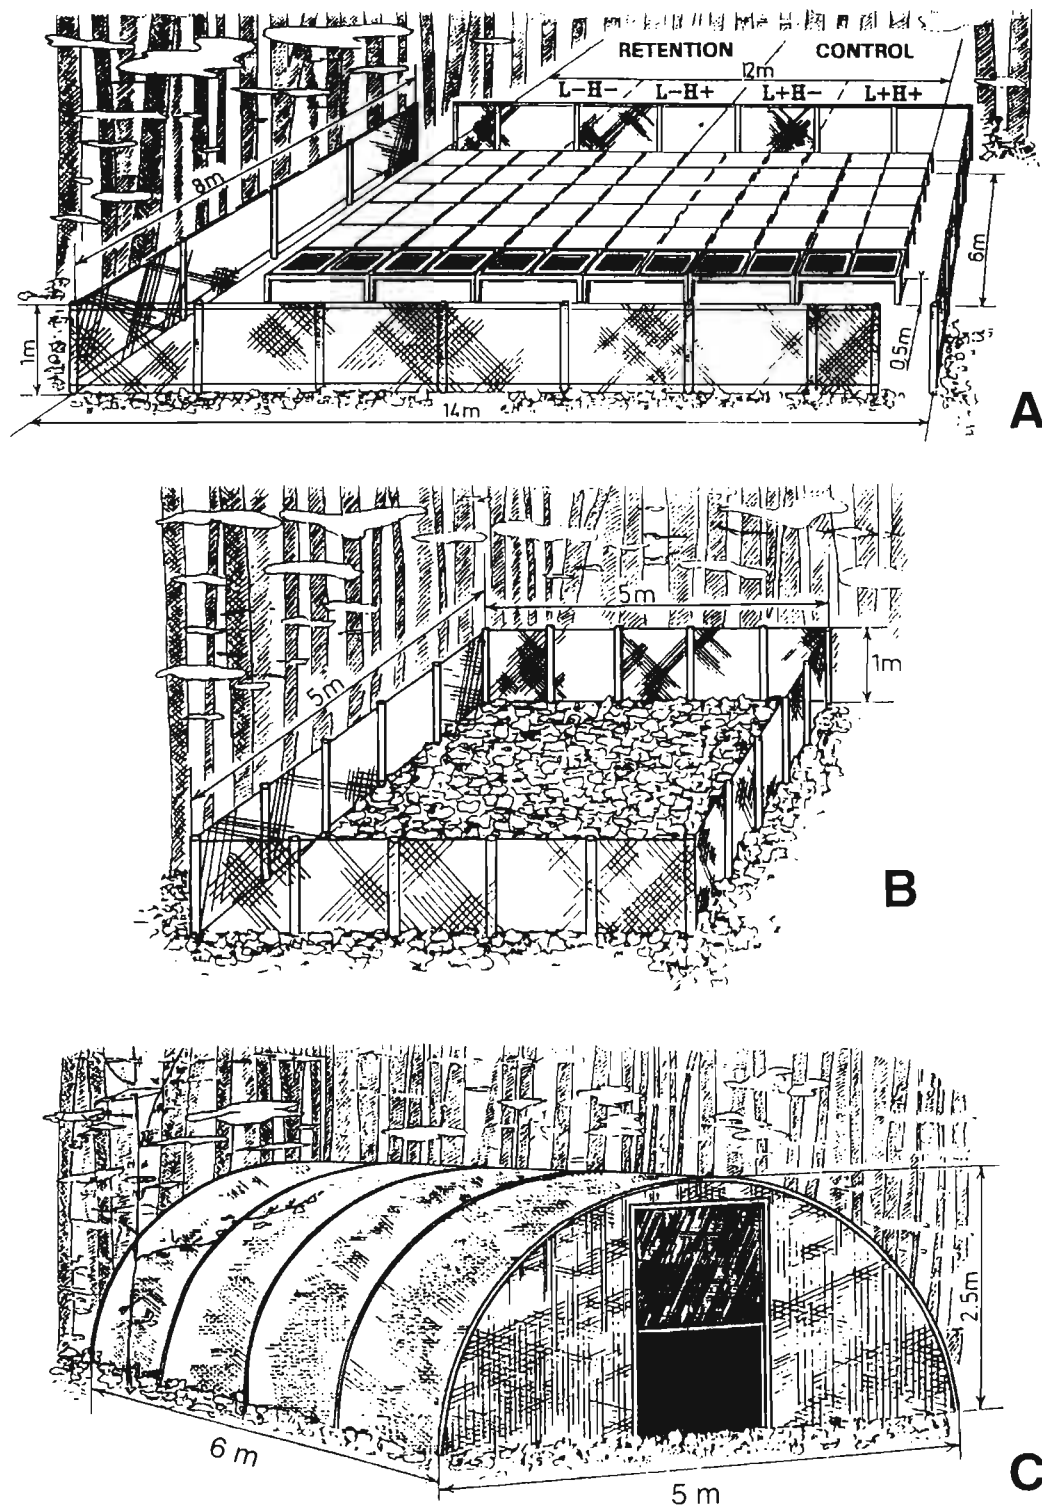 RETENTION CONTROL
12m
L−H− L−H+ L+H− L+H+
8m
6m
1m
0.5m
14m
A
5m
5m
1m
B
2.5m
6 m
5 m
C